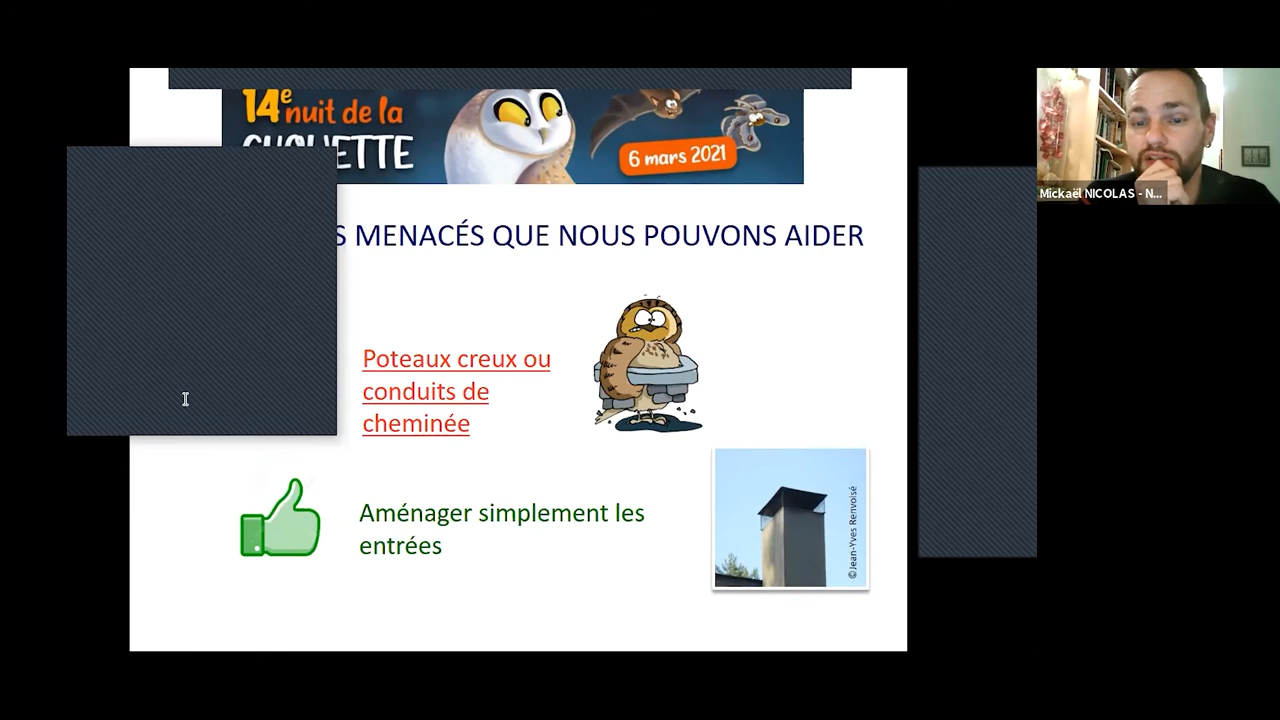 14e nuit de la
CHOUETTE
6 mars 2021
S MENACÉS QUE NOUS POUVONS AIDER
Poteaux creux ou
conduits de
cheminée
Aménager simplement les
entrées
©Jean-Yves Renvoisé
Mickaël NICOLAS - N...